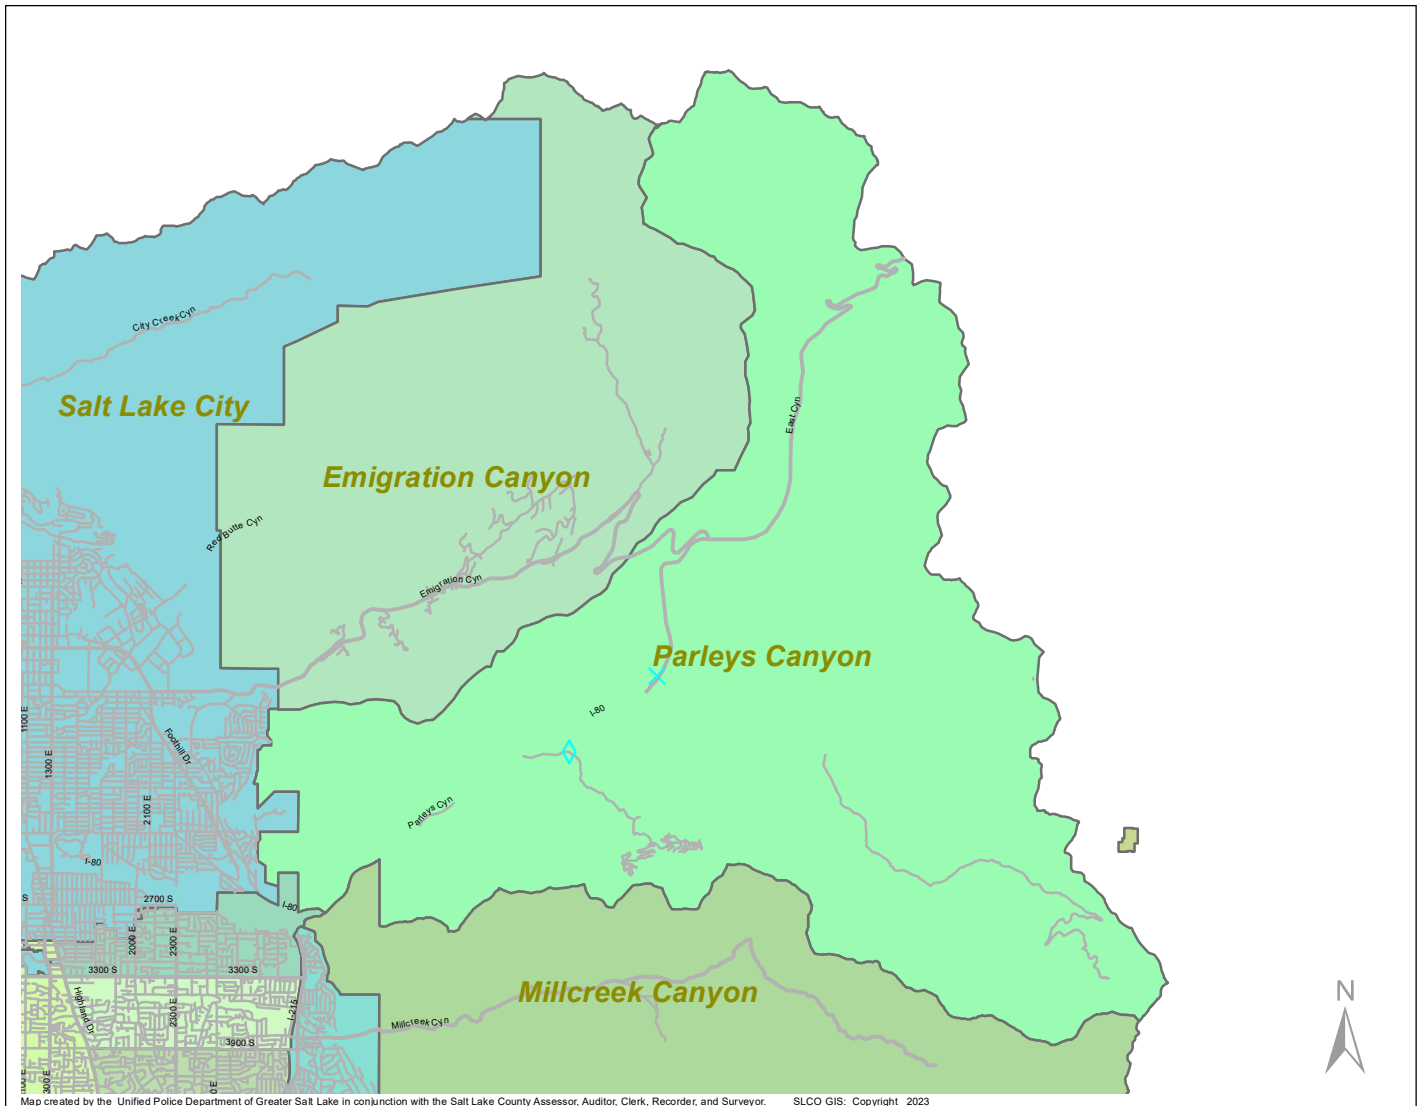 City Creek Cyn
Salt Lake City
East Cyn
Emigration Canyon
Red Butte Cyn
Emigration Cyn
Parleys Canyon
I-80
1100 E
1300 E
Foothill Dr
2100 E
Parleys Cyn
I-80
S
2700 S
I-80
2000 E
2300 E
3300 S
3300 S
Highland Dr
2300 E
I-215
Millcreek Canyon
Millcreek Cyn
3900 S
N
Map created by the Unified Police Department of Greater Salt Lake in conjunction with the Salt Lake County Assessor, Auditor, Clerk, Recorder, and Surveyor. SLCO GIS: Copyright 2023